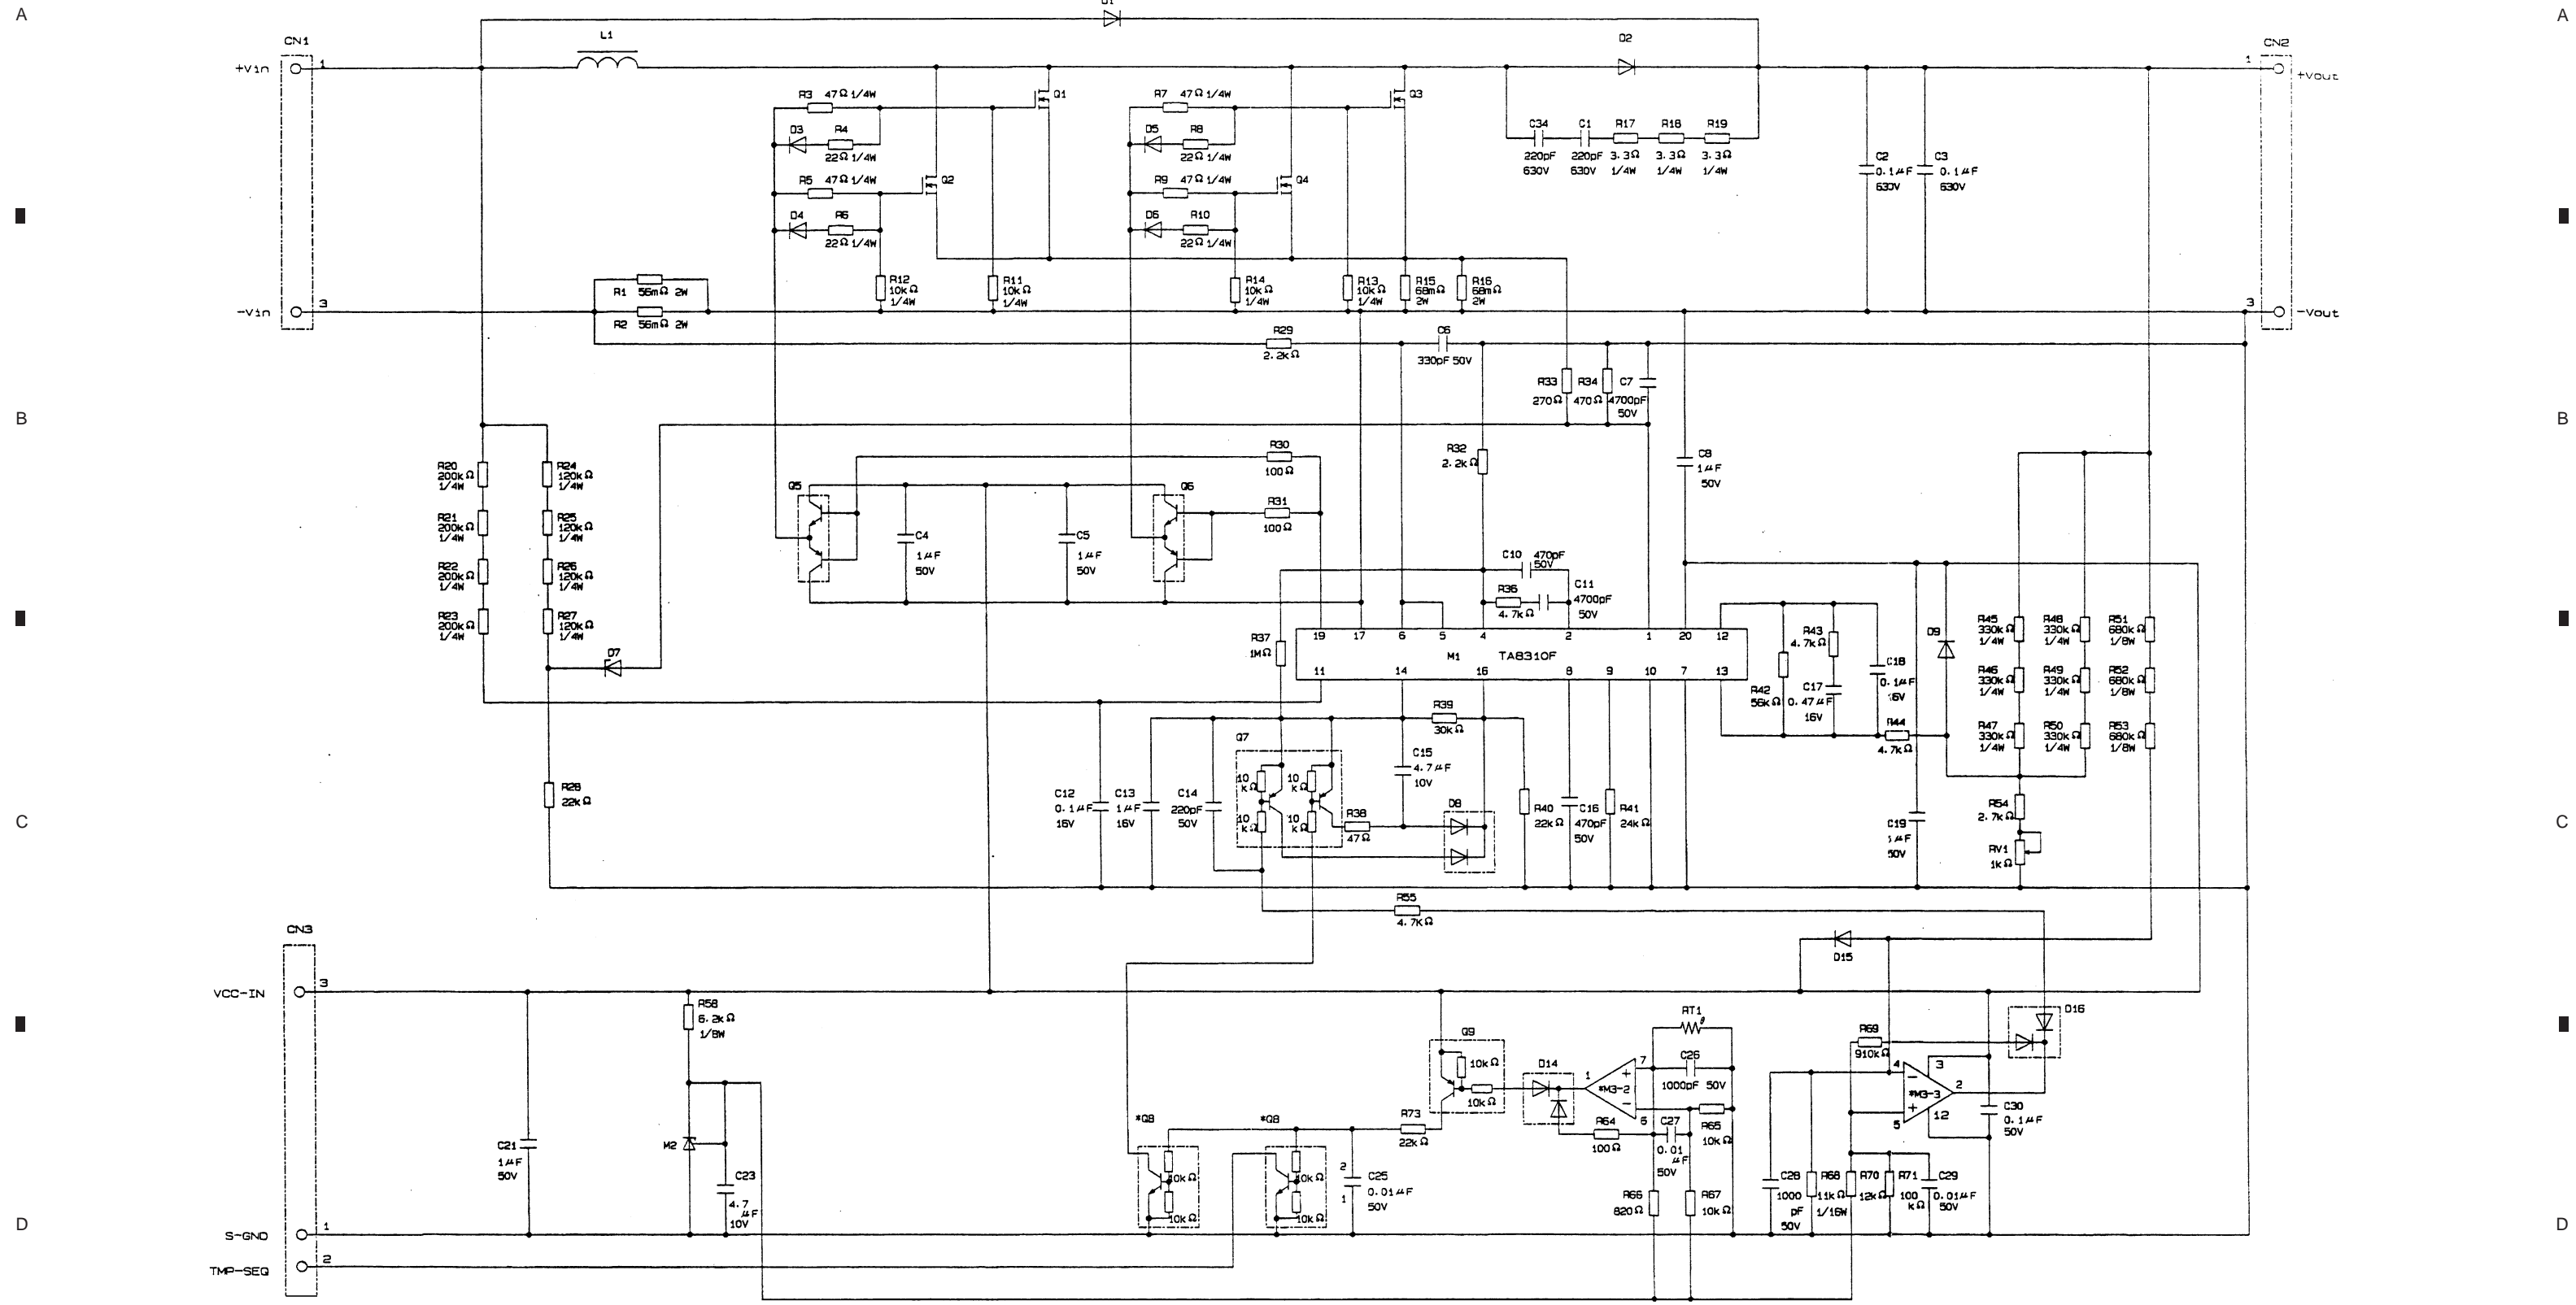 A
A
D1
CN1
L1
D2
CN2
+Vin
1
1
+Vout
R3 47Ω 1/4W
Q1
R7 47Ω 1/4W
Q3
D3 R4
22Ω 1/4W
D5 R8
22Ω 1/4W
C34
220pF
630V
C1
220pF
630V
R17
3.3Ω
1/4W
R18
3.3Ω
1/4W
R19
3.3Ω
1/4W
C2
0.1μF
630V
C3
0.1μF
630V
R5 47Ω 1/4W
Q2
R9 47Ω 1/4W
Q4
D4 R6
22Ω 1/4W
D6 R10
22Ω 1/4W
R12
10kΩ
1/4W
R11
10kΩ
1/4W
R14
10kΩ
1/4W
R13
10kΩ
1/4W
R15
68mΩ
2W
R16
68mΩ
2W
R1 56mΩ 2W
-Vin
3
3
-Vout
R2 56mΩ 2W
R29
2.2kΩ
C6
330pF 50V
R33
270Ω
R34
470Ω
C7
4700pF
50V
B
B
R20
200kΩ
1/4W
R24
120kΩ
1/4W
R21
200kΩ
1/4W
R25
120kΩ
1/4W
R22
200kΩ
1/4W
R26
120kΩ
1/4W
R23
200kΩ
1/4W
R27
120kΩ
1/4W
D7
Q5
C4
1μF
50V
C5
1μF
50V
Q6
R30
100Ω
R31
100Ω
R32
2.2kΩ
C8
1μF
50V
C10 470pF
50V
R36
4.7kΩ
C11
4700pF
50V
R37
1MΩ
19 17 6 5 4 2 1 20 12
M1 TA8310F
11 14 16 8 9 10 7 13
R42
56kΩ
R43
4.7kΩ
C17
0.47μF
16V
C18
0.1μF
16V
R44
4.7kΩ
D9
R45
330kΩ
1/4W
R48
330kΩ
1/4W
R51
680kΩ
1/8W
R46
330kΩ
1/4W
R49
330kΩ
1/4W
R52
680kΩ
1/8W
R47
330kΩ
1/4W
R50
330kΩ
1/4W
R53
680kΩ
1/8W
R39
30kΩ
Q7
10
kΩ
10
kΩ
10
kΩ
10
kΩ
C15
4.7μF
10V
R38
47Ω
D8
C
C
R28
22kΩ
C12
0.1μF
16V
C13
1μF
16V
C14
220pF
50V
R40
22kΩ
C16
470pF
50V
R41
24kΩ
C19
1μF
50V
R54
2.7kΩ
RV1
1kΩ
R55
4.7KΩ
CN3
D15
VCC-IN
3
R58
6.2kΩ
1/8W
Q9
10kΩ
10kΩ
D14
1
*M3-2
7
+
-
6
RT1
θ
C26
1000pF 50V
R69
910kΩ
D16
4
-
3
*M3-3
2
+
5
12
C30
0.1μF
50V
*Q8
*Q8
R73
22kΩ
R64
100Ω
C27
0.01
μF
50V
R65
10kΩ
C21
1μF
50V
M2
C23
4.7
μF
10V
10kΩ
10kΩ
10kΩ
10kΩ
2
C25
0.01μF
50V
1
R66
820Ω
R67
10kΩ
C28
1000
pF
50V
R68
11kΩ
1/16W
R70
12kΩ
R71
100
kΩ
C29
0.01μF
50V
D
D
S-GND
1
TMP-SEQ
2